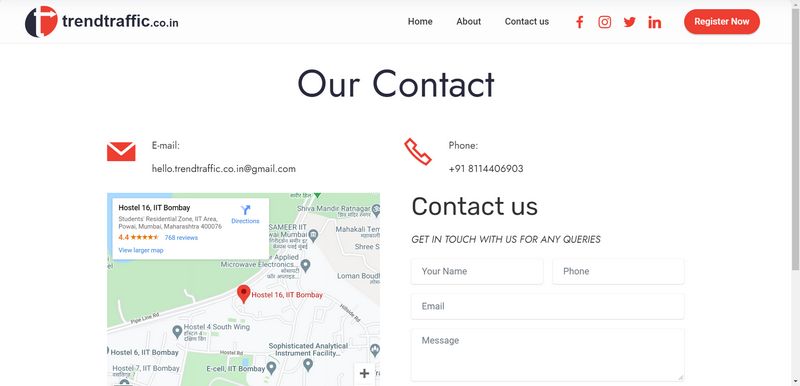 trendtraffic.co.in
Home
About
Contact us
Register Now
Our Contact
E-mail:
hello.trendtraffic.co.in@gmail.com
Phone:
+91 8114406903
Hostel 16, IIT Bombay
Students' Residential Zone, IIT Area,
Powai, Mumbai, Maharashtra 400076
4.4
768 reviews
View larger map
Directions
Shiva Mandir Ratnagar
SAMEER IIT
Powai Mumbai
Mahakali Temp
Shree S
Applied
Microwave Electronics...
Loman Boudl
Hostel 16, IIT Bombay
Pipe Line Rd
Hostel 4 South Wing
Hostel 6, IIT Bombay
Hostel 7, IIT Bombay
Hillside Rd
Sophisticated Analytical
Instrument Facility...
E-cell, IIT Bombay
Contact us
GET IN TOUCH WITH US FOR ANY QUERIES
Your Name
Phone
Email
Message